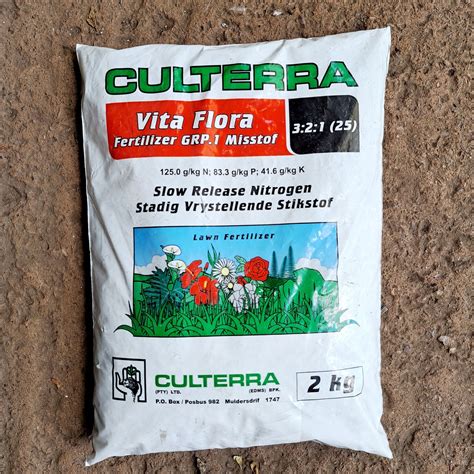 CULTERRA
Vita Flora
Fertilizer GRP.1 Misstof
3:2:1 (25)
125.0 g/kg N; 83.3 g/kg P; 41.6 g/kg K
Slow Release Nitrogen
Stadig Vrystellende Stikstof
Lawn Fertilizer
CULTERRA
(PTY) LTD. (EDMS) BPK.
P.O. Box / Posbus 982 Muldersdrif 1747
2 kg